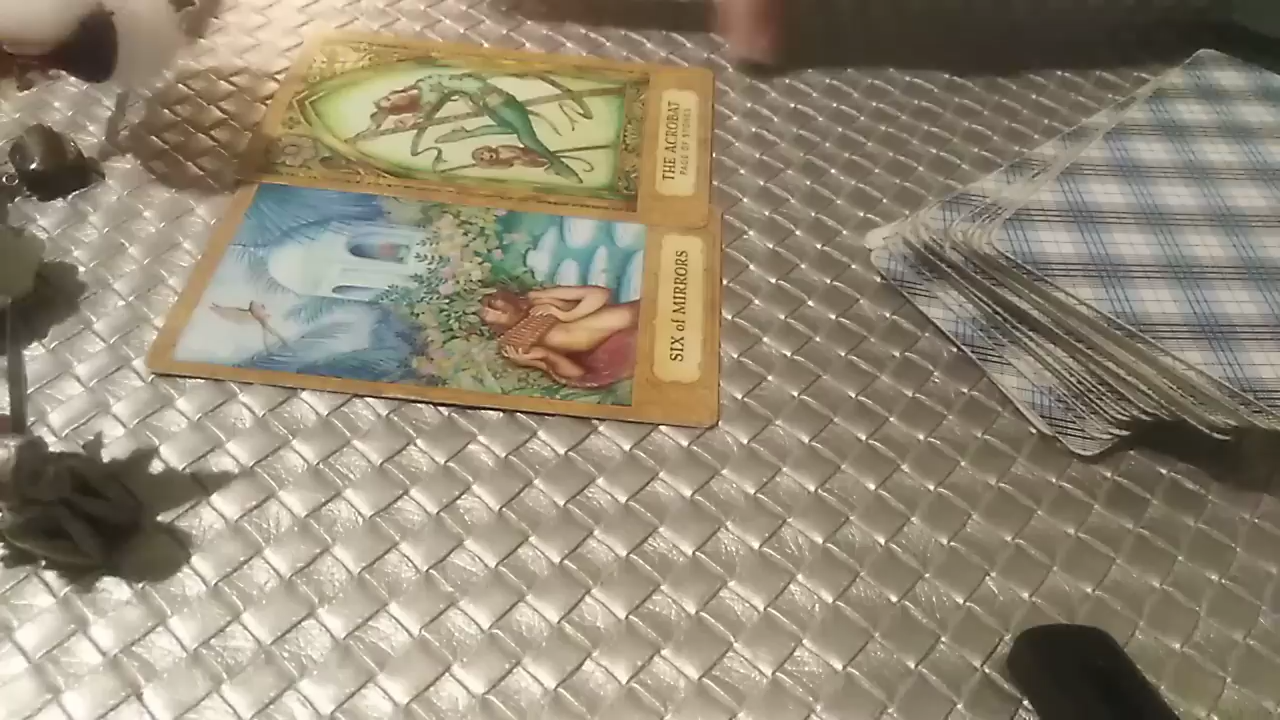 THE ACROBAT
PAGE OF STONES
SIX of MIRRORS